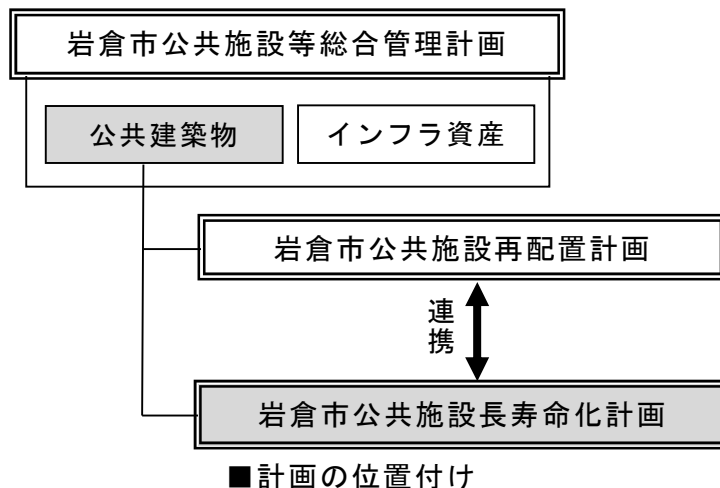 岩倉市公共施設等総合管理計画
公共建築物
インフラ資産
岩倉市公共施設再配置計画
連携
岩倉市公共施設長寿命化計画
■計画の位置付け